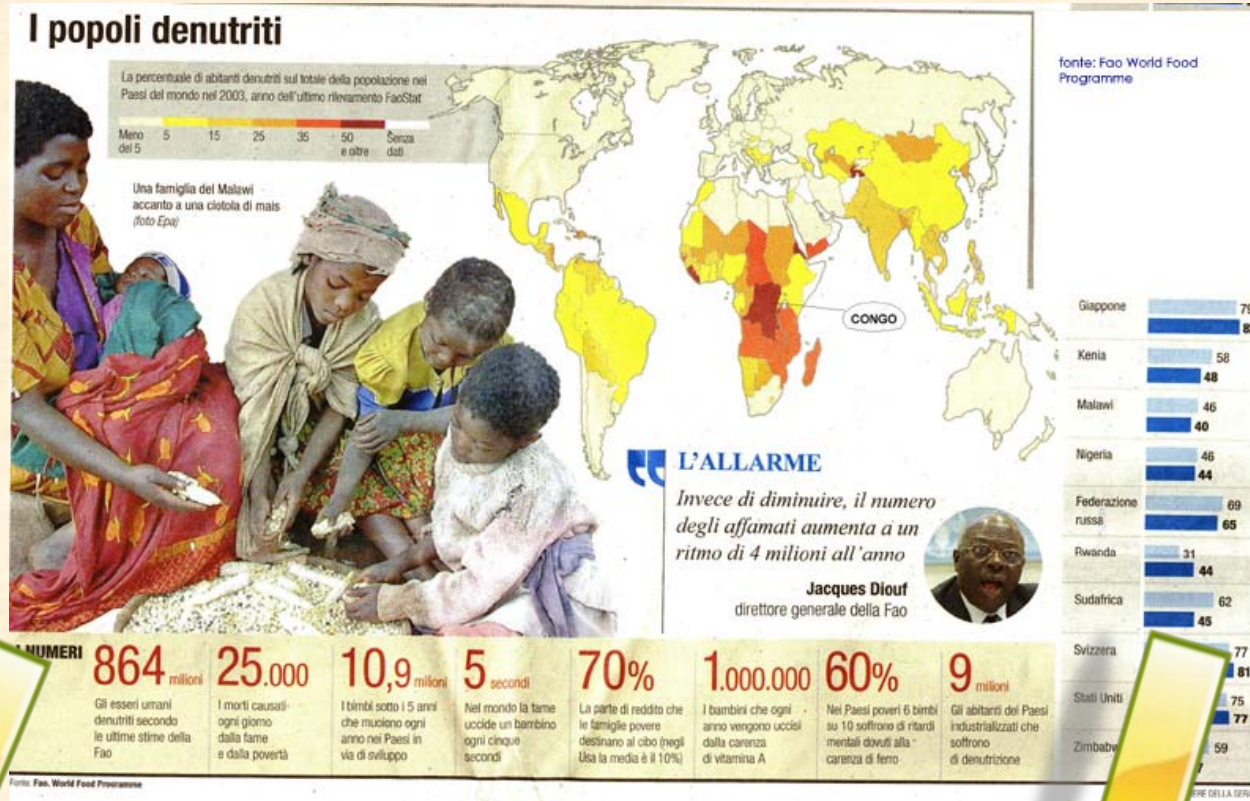 I popoli denutriti
La percentuale di abitanti denutriti sul totale della popolazione nei
Paesi del mondo nel 2003, anno dell'ultimo rilevamento FaoStat
Meno
del 5
5
15
25
35
50
e oltre
Senza
dati
Una famiglia del Malawi
accanto a una ciotola di mais
(foto Epa)
CONGO
fonte: Fao World Food
Programme
L'ALLARME
Invece di diminuire, il numero
degli affamati aumenta a un
ritmo di 4 milioni all'anno
Jacques Diouf
direttore generale della Fao
Giappone
Kenia
58
48
Malawi
46
40
Nigeria
46
44
Federazione
russa
69
65
Rwanda
31
44
Sudafrica
62
45
Svizzera
77
81
Stati Uniti
75
77
59
NUMERI
864 milioni
Gli esseri umani
denutriti secondo
le ultime stime della
Fao
25.000
I morti causati
ogni giorno
dalla fame
e dalla povertà
10,9 milioni
I bimbi sotto i 5 anni
che muoiono ogni
anno nei Paesi in
via di sviluppo
5 secondi
Nel mondo la fame
uccide un bambino
ogni cinque
secondi
70%
La parte di reddito che
le famiglie povere
destinano al cibo (negli
Usa la media è il 10%)
1.000.000
I bambini che ogni
anno vengono uccisi
dalla carenza
di vitamina A
60%
Nei Paesi poveri 6 bimbi
su 10 soffrono di ritardi
mentali dovuti alla
carenza di ferro
9 milioni
Gli abitanti dei Paesi
industrializzati che
soffrono
di denutrizione
Fonte: Fao. World Food Programme
DELLA